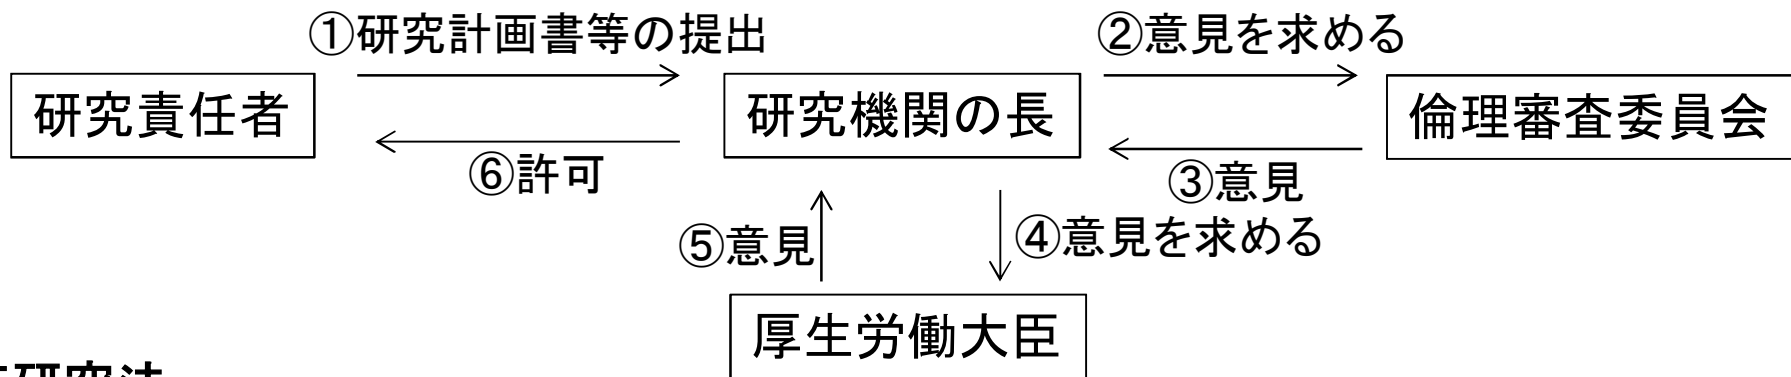 ①研究計画書等の提出
②意見を求める
研究責任者
研究機関の長
倫理審査委員会
⑥許可
③意見
⑤意見
④意見を求める
厚生労働大臣